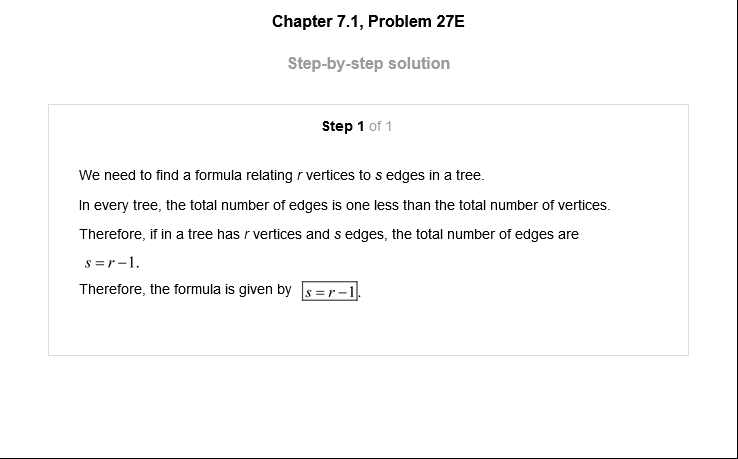 Chapter 7.1, Problem 27E
Step-by-step solution
Step 1 of 1
We need to find a formula relating r vertices to s edges in a tree.
In every tree, the total number of edges is one less than the total number of vertices.
Therefore, if in a tree has r vertices and s edges, the total number of edges are
s = r − 1.
Therefore, the formula is given by s = r − 1.